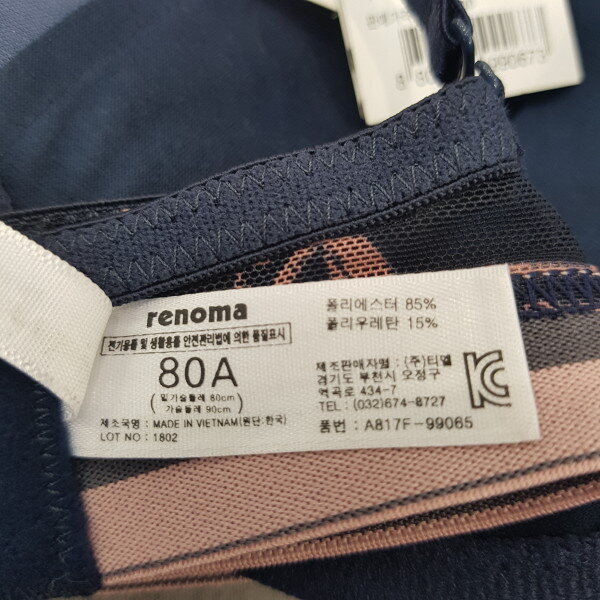 990673
renoma
전기용품 및 생활용품 안전관리법에 의한 품질표시
80A
( 밑가슴둘레 80cm
가슴둘레 90cm )
제조국명 : MADE IN VIETNAM(원단:한국)
LOT NO : 1802
폴리에스터 85%
폴리우레탄 15%
제조판매자명 : (주)티엘
경기도 부천시 오정구
역곡로 434-7
TEL : (032)674-8727
품번 : A817F-99065